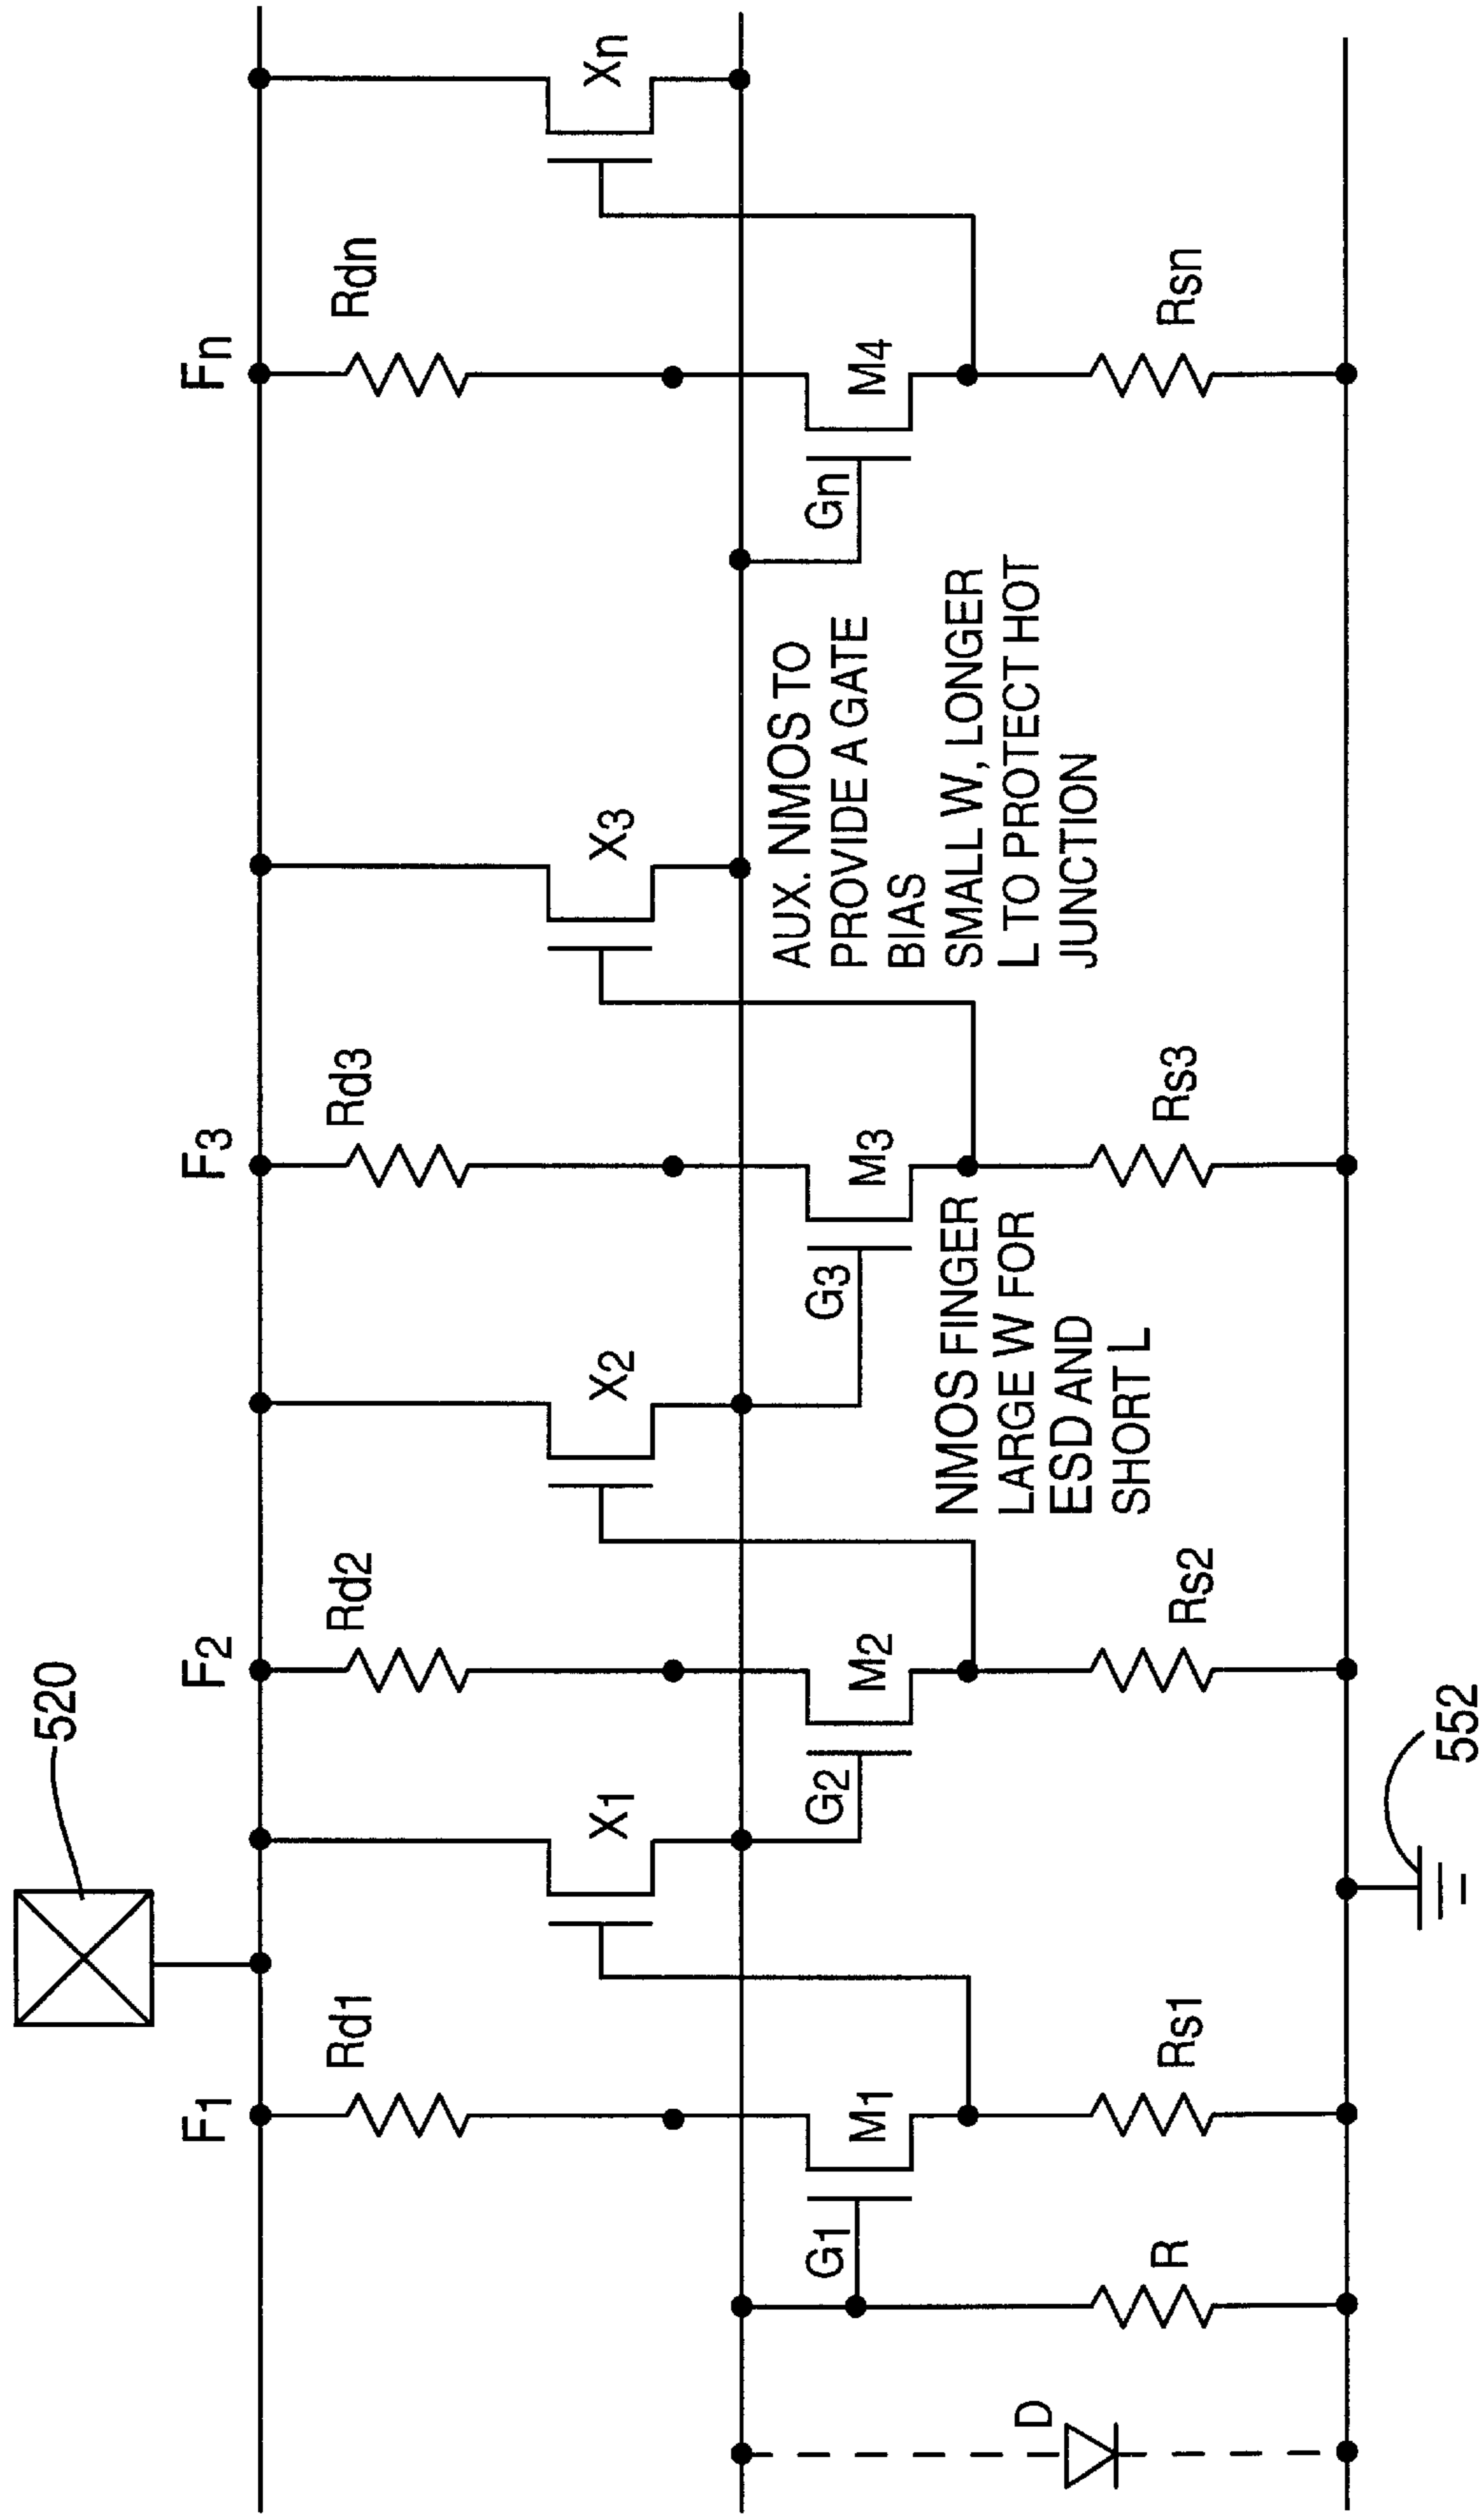 520
F1
F2
F3
Fn
Rd1
Rd2
Rd3
Rdn
X1
X2
X3
Xn
G1
M1
G2
M2
G3
M3
Gn
M4
AUX. NMOS TO
PROVIDE A GATE
BIAS
SMALL W, LONGER
L TO PROTECT HOT
JUNCTION
NMOS FINGER
LARGE W FOR
ESD AND
SHORT L
D
R
Rs1
Rs2
Rs3
Rsn
552